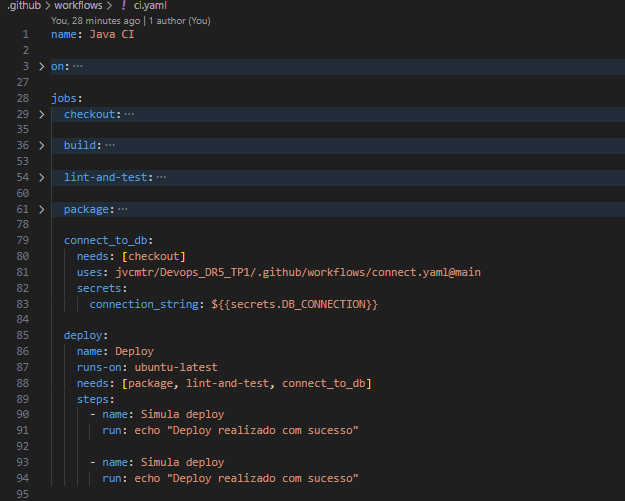 .github > workflows > ! ci.yaml
You, 28 minutes ago | 1 author (You)
1 name: Java CI
2
3 > on: ···
27
28 jobs:
29 > checkout: ···
35
36 > build: ···
53
54 > lint-and-test: ···
60
61 > package: ···
78
79 connect_to_db:
80 needs: [checkout]
81 uses: jvcmtr/Devops_DR5_TP1/.github/workflows/connect.yaml@main
82 secrets:
83 connection_string: ${{secrets.DB_CONNECTION}}
84
85 deploy:
86 name: Deploy
87 runs-on: ubuntu-latest
88 needs: [package, lint-and-test, connect_to_db]
89 steps:
90 - name: Simula deploy
91 run: echo "Deploy realizado com sucesso"
92
93 - name: Simula deploy
94 run: echo "Deploy realizado com sucesso"
95